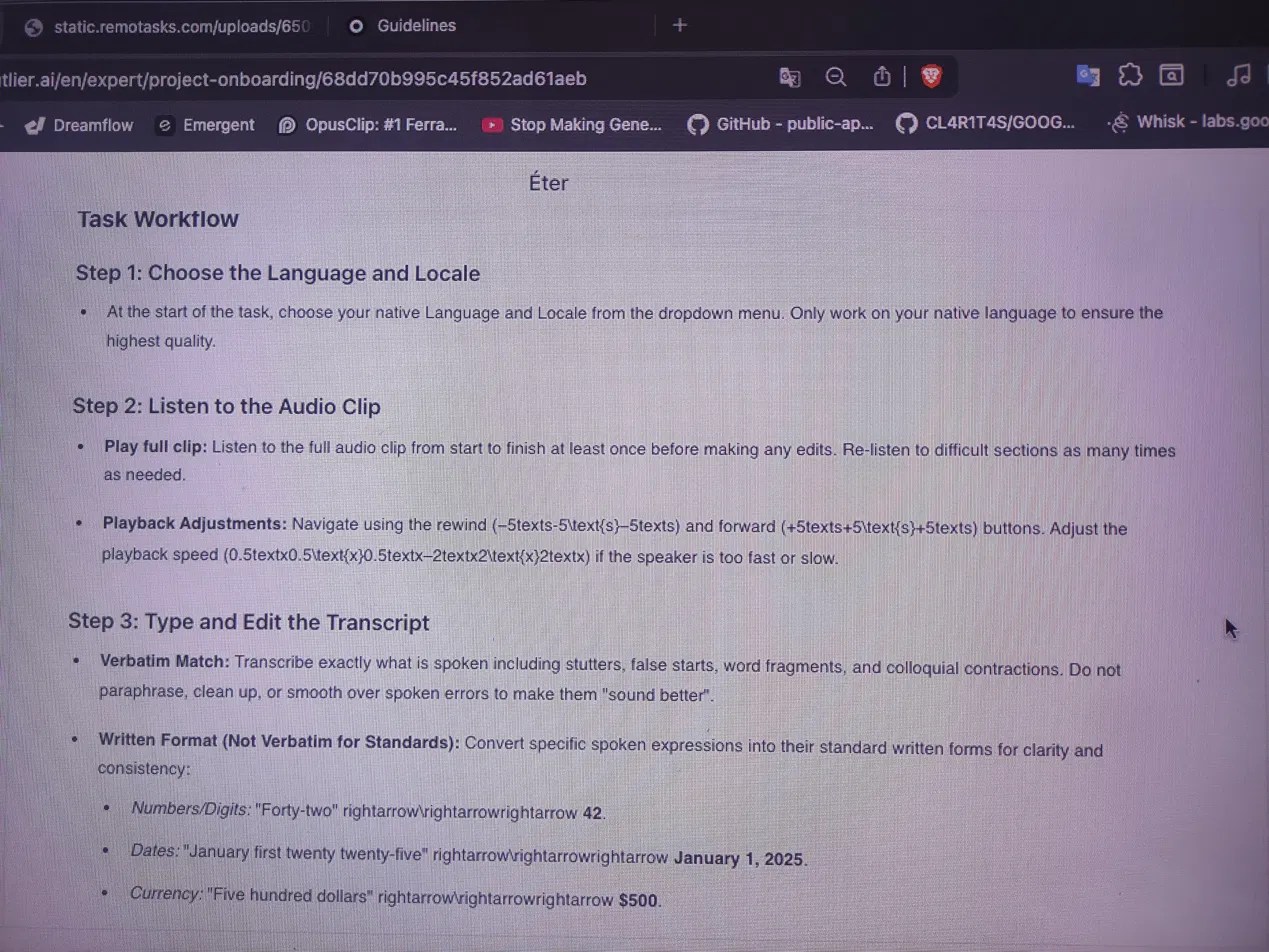 static.remotasks.com/uploads/650
Guidelines
tlier.ai/en/expert/project-onboarding/68dd70b995c45f852ad61aeb
Dreamflow
Emergent
OpusClip: #1 Ferra...
Stop Making Gene...
GitHub - public-ap...
CL4R1T4S/GOOG...
Whisk - labs.goo
Éter
Task Workflow
Step 1: Choose the Language and Locale
• At the start of the task, choose your native Language and Locale from the dropdown menu. Only work on your native language to ensure the
highest quality.
Step 2: Listen to the Audio Clip
• Play full clip: Listen to the full audio clip from start to finish at least once before making any edits. Re-listen to difficult sections as many times
as needed.
• Playback Adjustments: Navigate using the rewind (−5texts-5\text{s}−5texts) and forward (+5texts+5\text{s}+5texts) buttons. Adjust the
playback speed (0.5textx0.5\text{x}0.5textx–2textx2\text{x}2textx) if the speaker is too fast or slow.
Step 3: Type and Edit the Transcript
• Verbatim Match: Transcribe exactly what is spoken including stutters, false starts, word fragments, and colloquial contractions. Do not
paraphrase, clean up, or smooth over spoken errors to make them "sound better".
• Written Format (Not Verbatim for Standards): Convert specific spoken expressions into their standard written forms for clarity and
consistency:
• Numbers/Digits: "Forty-two" rightarrow\rightarrowrightarrow 42.
• Dates: "January first twenty twenty-five" rightarrow\rightarrowrightarrow January 1, 2025.
• Currency: "Five hundred dollars" rightarrow\rightarrowrightarrow $500.